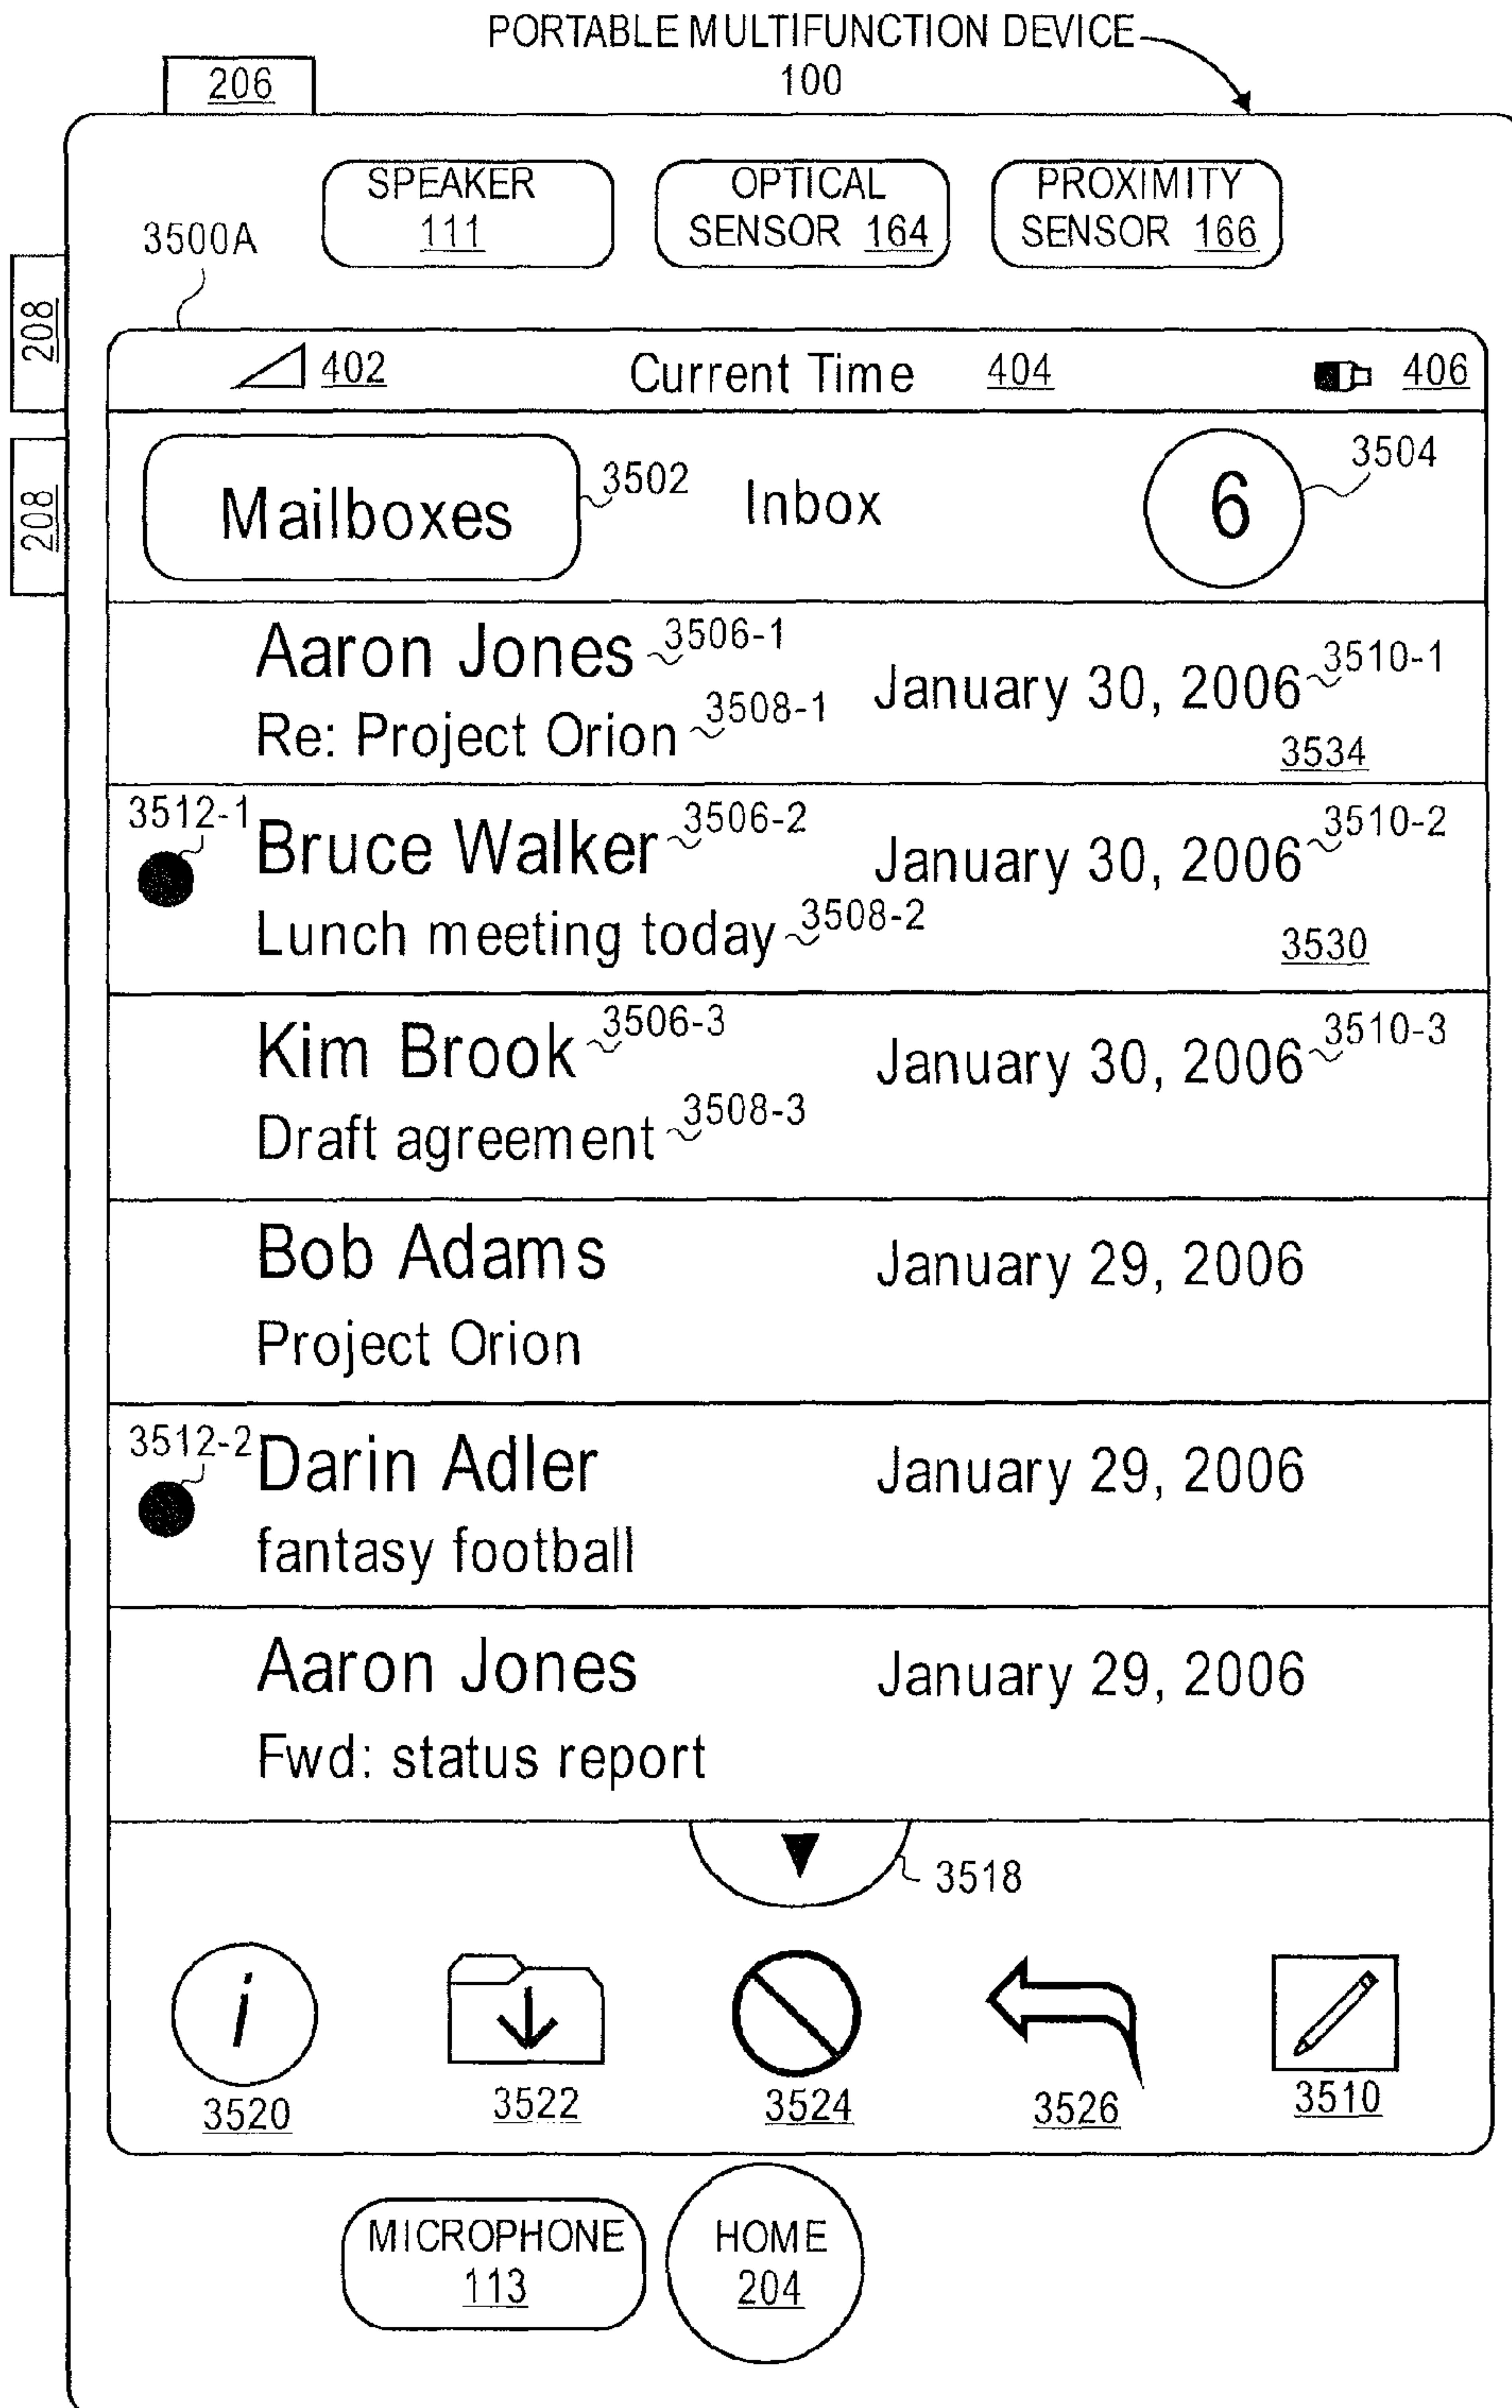 PORTABLE MULTIFUNCTION DEVICE
100
206
SPEAKER
111
OPTICAL
SENSOR 164
PROXIMITY
SENSOR 166
3500A
208
208
402 Current Time 404 406
Mailboxes 3502 Inbox 6 3504
Aaron Jones 3506-1
January 30, 2006 3510-1
Re: Project Orion 3508-1
3534
3512-1
Bruce Walker 3506-2
January 30, 2006 3510-2
Lunch meeting today 3508-2
3530
Kim Brook 3506-3
January 30, 2006 3510-3
Draft agreement 3508-3
Bob Adams
January 29, 2006
Project Orion
3512-2
Darin Adler
January 29, 2006
fantasy football
Aaron Jones
January 29, 2006
Fwd: status report
3518
i
3520 3522 3524 3526 3510
MICROPHONE
113
HOME
204